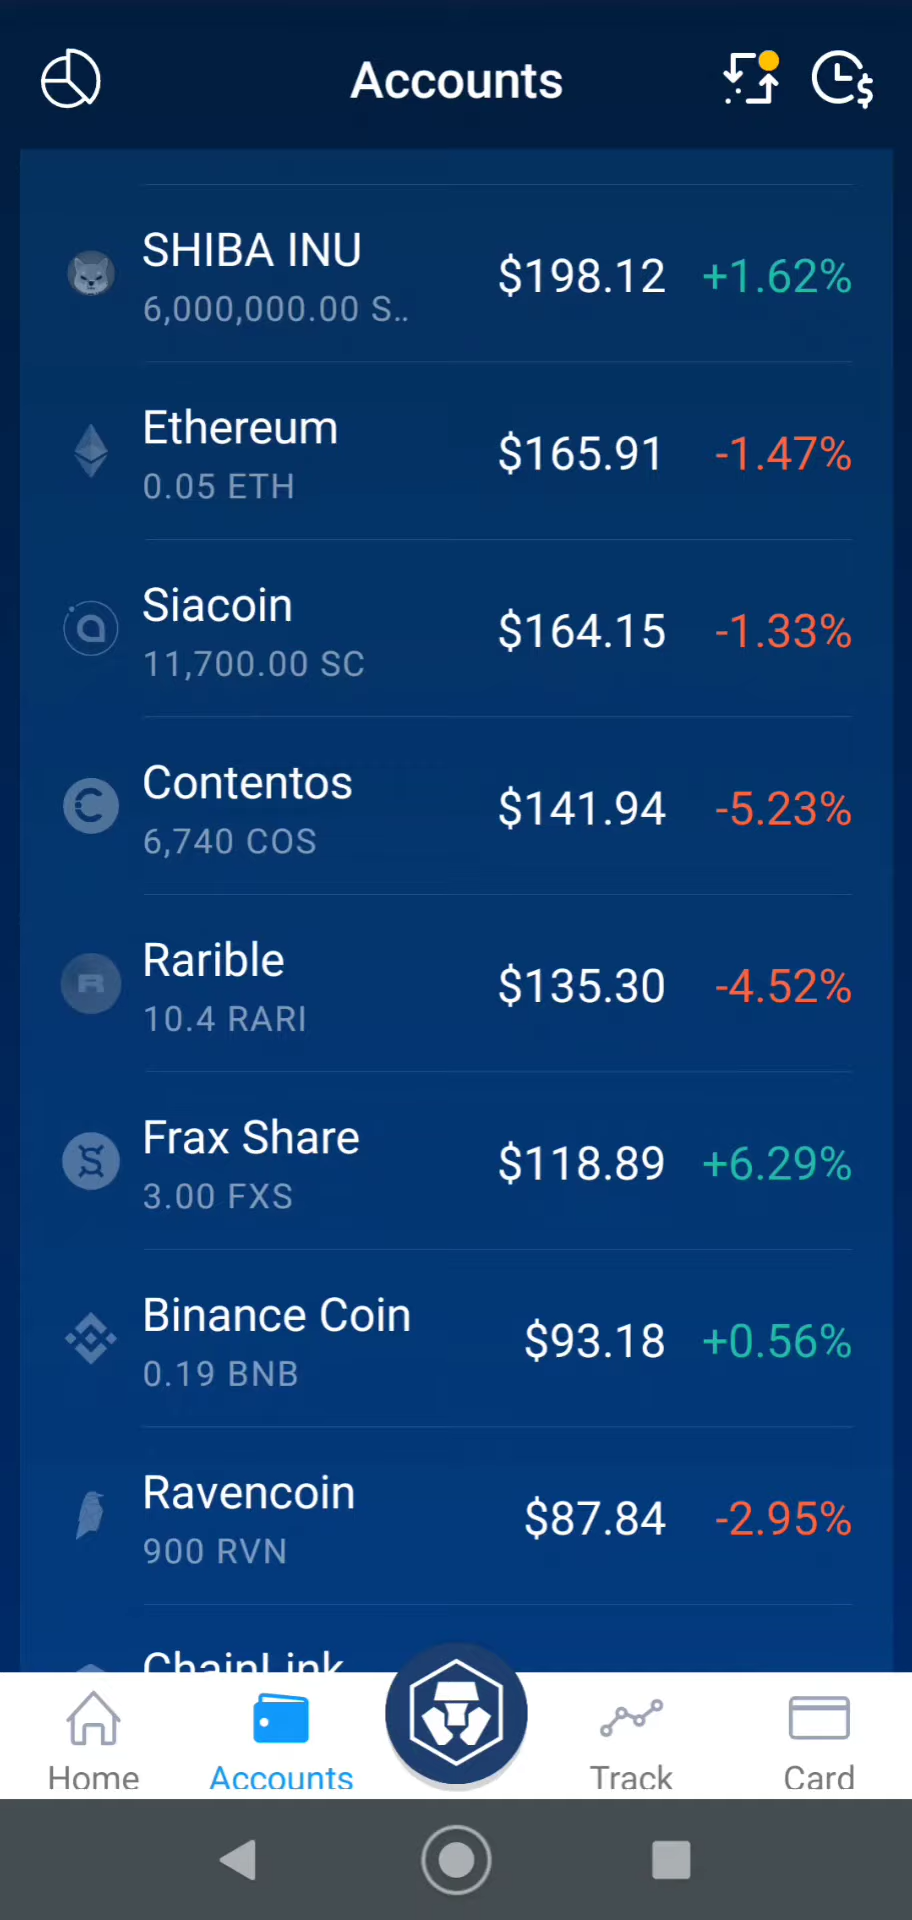 Accounts
SHIBA INU
$198.12 +1.62%
6,000,000.00 S..
Ethereum
$165.91 -1.47%
0.05 ETH
Siacoin
$164.15 -1.33%
11,700.00 SC
Contentos
$141.94 -5.23%
6,740 COS
Rarible
$135.30 -4.52%
10.4 RARI
Frax Share
$118.89 +6.29%
3.00 FXS
Binance Coin
$93.18 +0.56%
0.19 BNB
Ravencoin
$87.84 -2.95%
900 RVN
ChainLink
Home Accounts Track Card